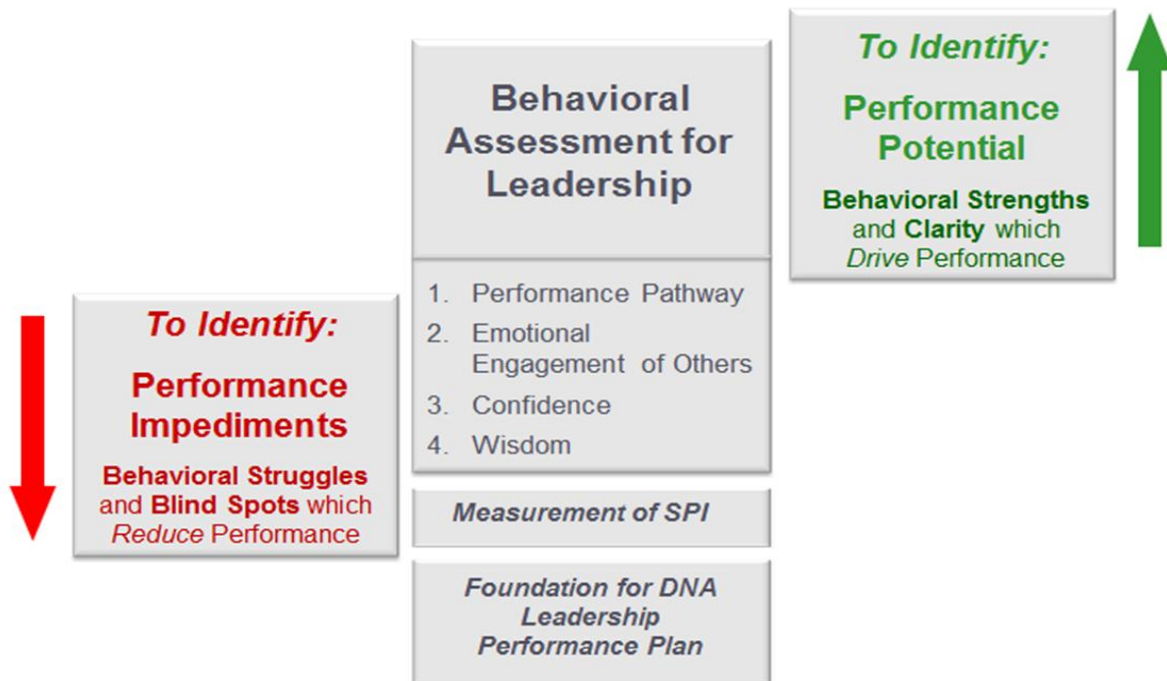 Behavioral
Assessment for
Leadership
1. Performance Pathway
2. Emotional
Engagement of Others
3. Confidence
4. Wisdom
Measurement of SPI
Foundation for DNA
Leadership
Performance Plan
To Identify:
Performance
Impediments
Behavioral Struggles
and Blind Spots which
Reduce Performance
To Identify:
Performance
Potential
Behavioral Strengths
and Clarity which
Drive Performance